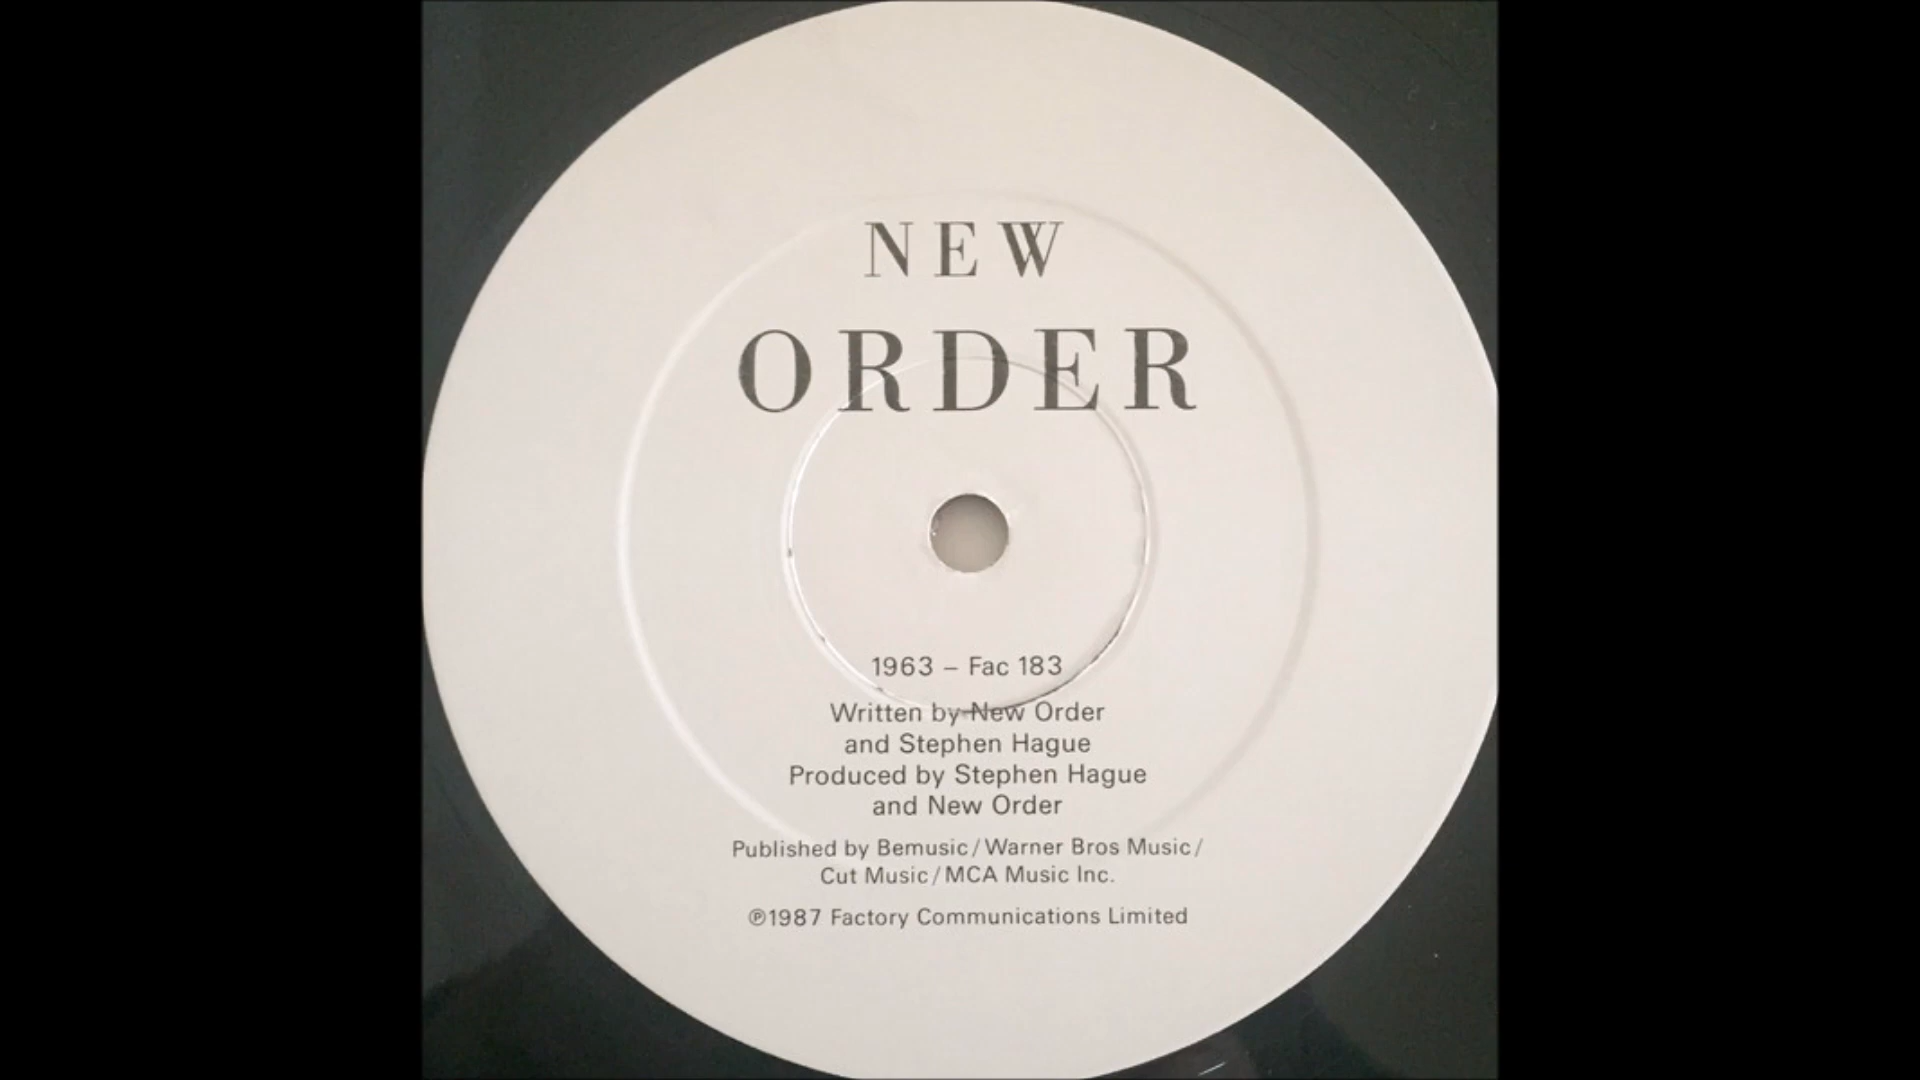 NEW
ORDER
1963 – Fac 183
Written by New Order
and Stephen Hague
Produced by Stephen Hague
and New Order
Published by Bemusic/Warner Bros Music/
Cut Music/MCA Music Inc.
℗1987 Factory Communications Limited